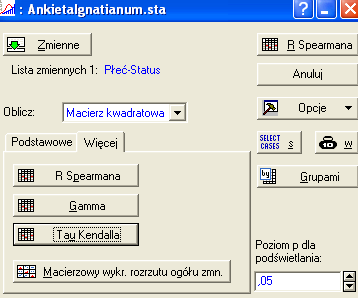 : AnkietaIgnatianum.sta
Zmienne
R Spearmana
Lista zmiennych 1: Płeć-Status
Anuluj
Oblicz: Macierz kwadratowa
Opcje
Podstawowe Więcej
SELECT CASES S
w
R Spearmana
Grupami
Gamma
Tau Kendalla
Poziom p dla podświetlania:
Macierzowy wykr. rozrzutu ogółu zmn.
,05